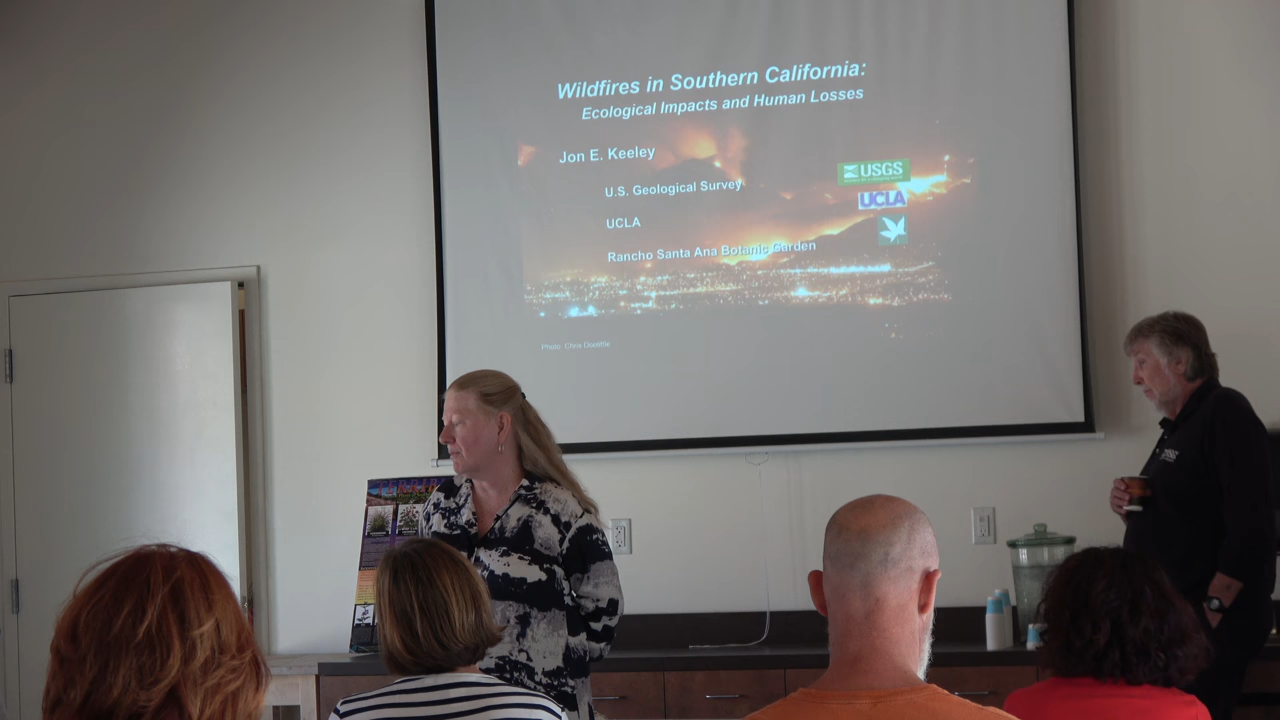 Wildfires in Southern California:
Ecological Impacts and Human Losses
Jon E. Keeley
U.S. Geological Survey
USGS
UCLA
UCLA
Rancho Santa Ana Botanic Garden
Photo: Chris Doolittle